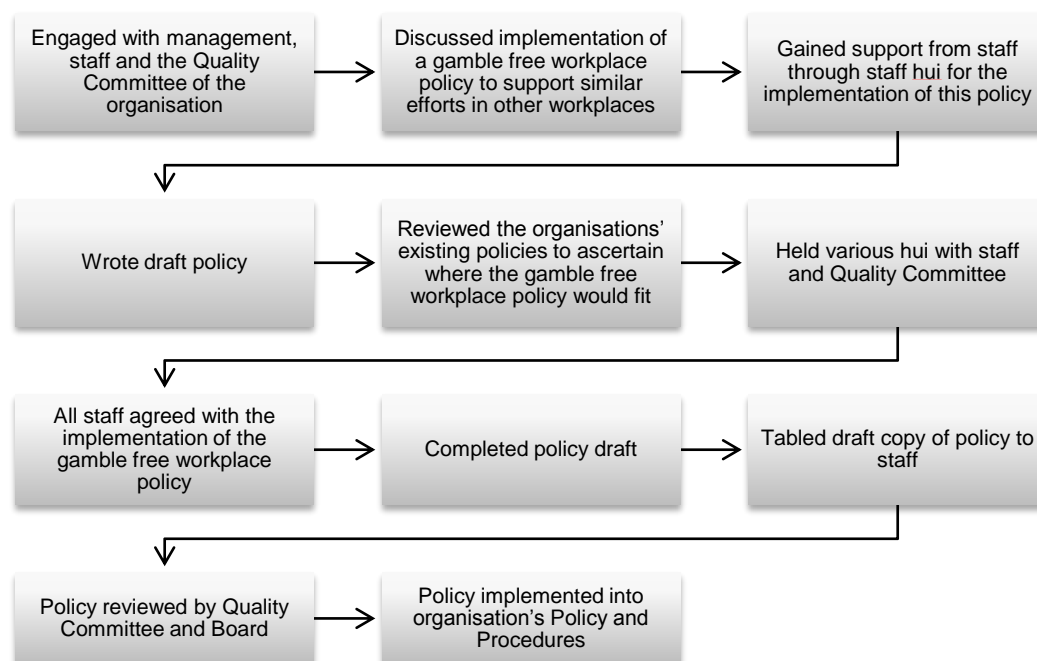 Engaged with management,
staff and the Quality
Committee of the
organisation
Discussed implementation of
a gamble free workplace
policy to support similar
efforts in other workplaces
Gained support from staff
through staff hui for the
implementation of this policy
Wrote draft policy
Reviewed the organisations’
existing policies to ascertain
where the gamble free
workplace policy would fit
Held various hui with staff
and Quality Committee
All staff agreed with the
implementation of the
gamble free workplace
policy
Completed policy draft
Tabled draft copy of policy to
staff
Policy reviewed by Quality
Committee and Board
Policy implemented into
organisation’s Policy and
Procedures